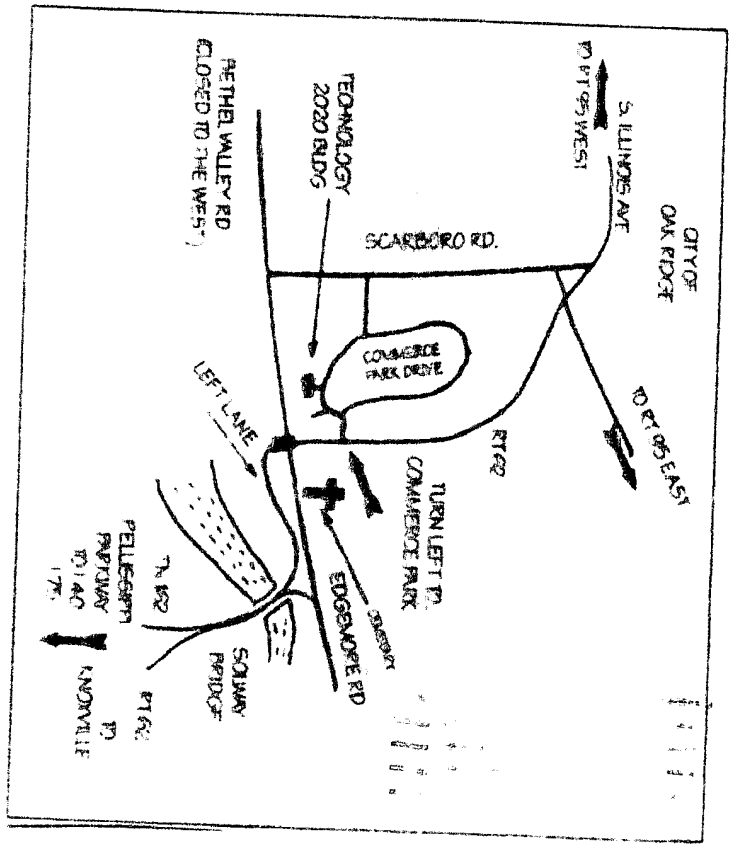 CITY OF
OAK RIDGE
S. ILLINOIS AVE
TO RT 95 WEST
TO RT 95 EAST
SCARBORO RD.
RT 62
TECHNOLOGY
2020 BLDG
COMMERCE
PARK DRIVE
BETHEL VALLEY RD
(CLOSED TO THE WEST)
TURN LEFT TO
COMMERCE PARK
LEFT LANE
CEMETARY
EDGEMORE RD
SOLWAY
BRIDGE
TN 162
PELLISSIPPI
PARKWAY
TO I 40
I 75
RT 62
TO
KNOXVILLE